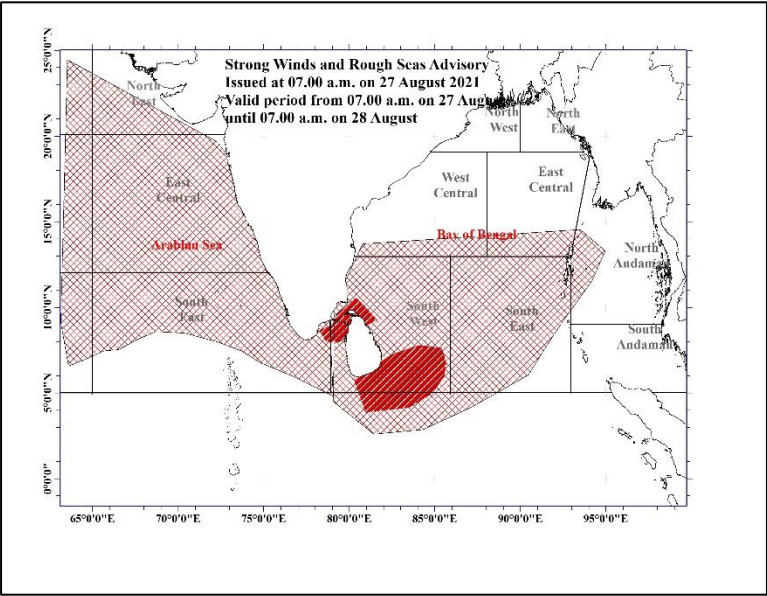 Strong Winds and Rough Seas Advisory
Issued at 07.00 a.m. on 27 August 2021
Valid period from 07.00 a.m. on 27 August
until 07.00 a.m. on 28 August
North
East
North
West
North
East
East
Central
West
Central
East
Central
Arabian Sea
Bay of Bengal
North
Andaman
South
East
South
West
South
East
South
Andaman
25°0'0"N
20°0'0"N
15°0'0"N
10°0'0"N
5°0'0"N
0°0'0"
65°0'0"E
70°0'0"E
75°0'0"E
80°0'0"E
85°0'0"E
90°0'0"E
95°0'0"E